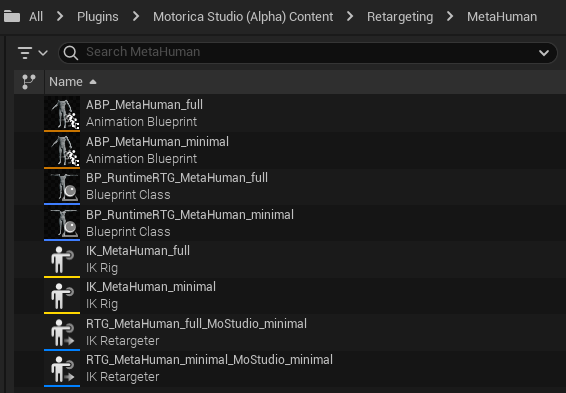 All > Plugins > Motorica Studio (Alpha) Content > Retargeting > MetaHuman
Search MetaHuman
Name
ABP_MetaHuman_full
Animation Blueprint
ABP_MetaHuman_minimal
Animation Blueprint
BP_RuntimeRTG_MetaHuman_full
Blueprint Class
BP_RuntimeRTG_MetaHuman_minimal
Blueprint Class
IK_MetaHuman_full
IK Rig
IK_MetaHuman_minimal
IK Rig
RTG_MetaHuman_full_MoStudio_minimal
IK Retargeter
RTG_MetaHuman_minimal_MoStudio_minimal
IK Retargeter